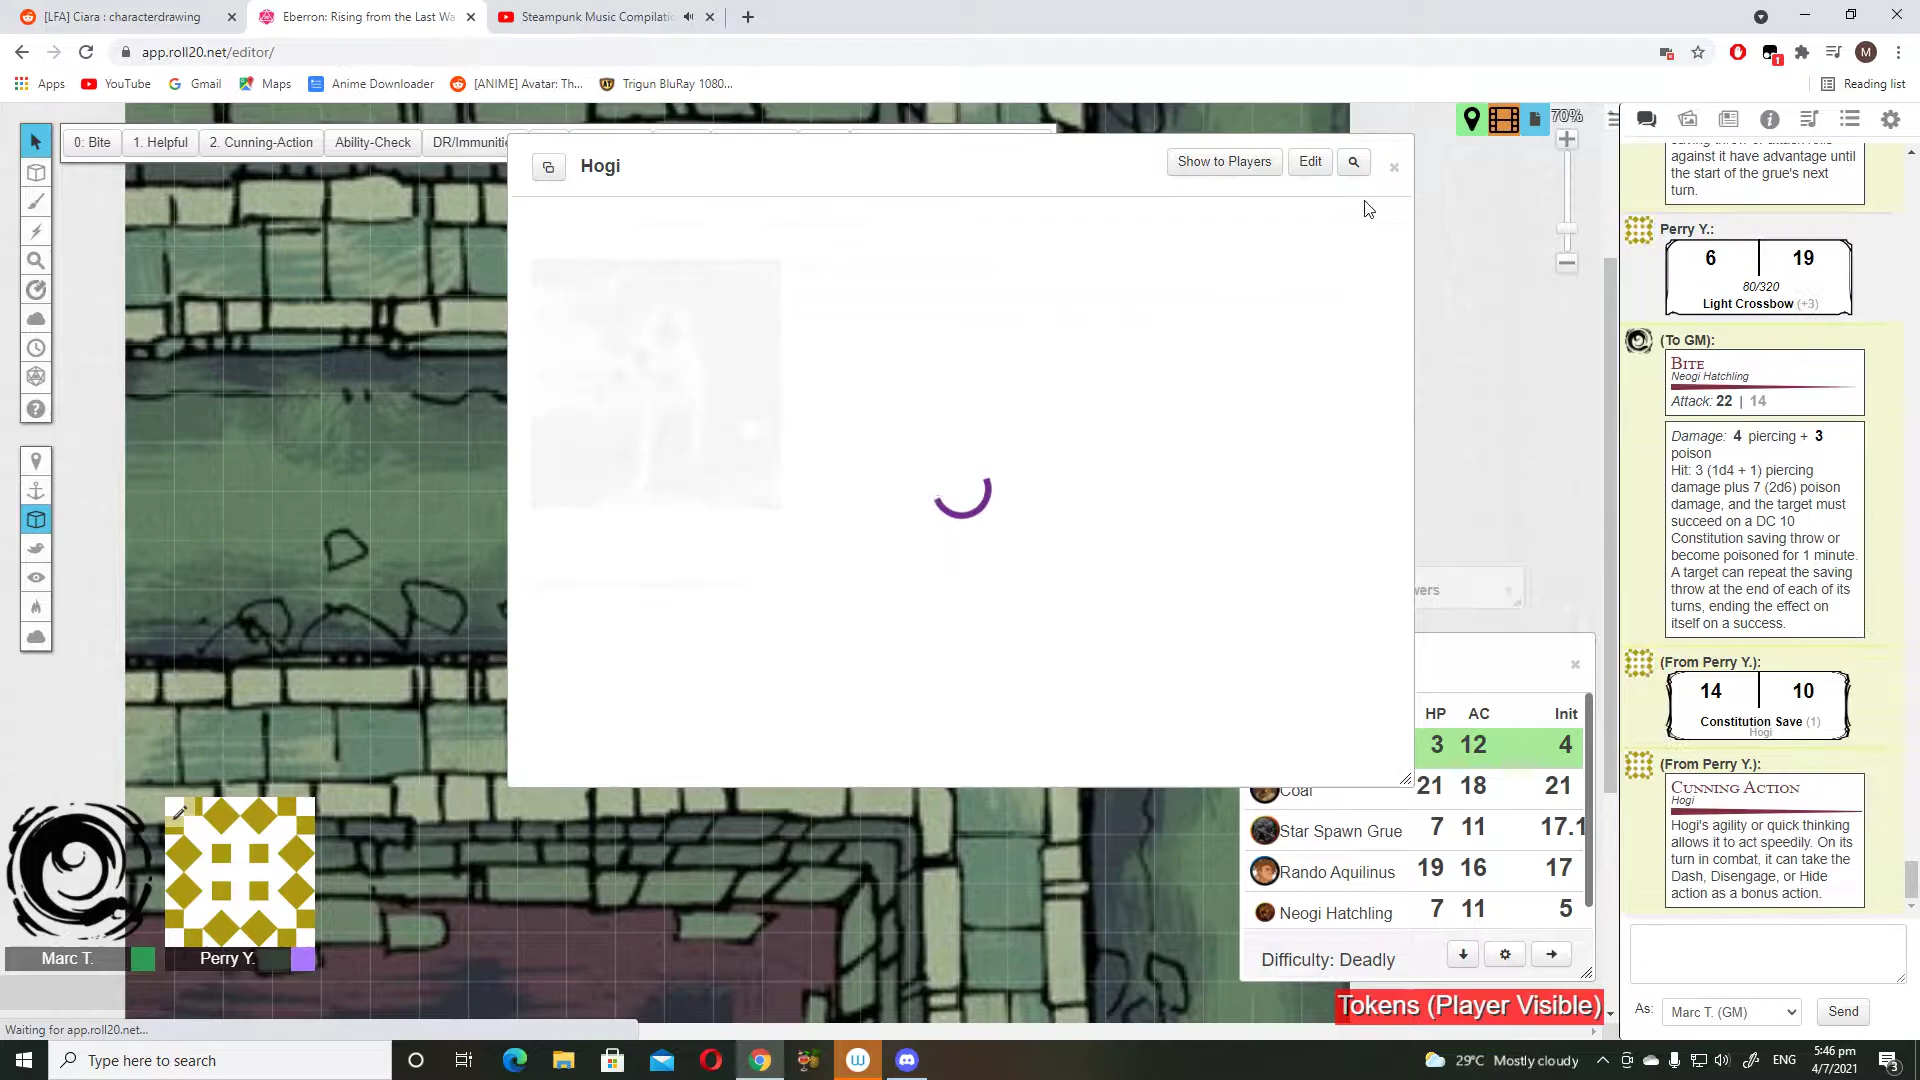 [LFA] Ciara : characterdrawing
Eberron: Rising from the Last Wa
Steampunk Music Compilatio
app.roll20.net/editor/
M
1
Apps
YouTube
Gmail
Maps
Anime Downloader
[ANIME] Avatar: Th...
Trigun BluRay 1080...
Reading list
0: Bite
1. Helpful
2. Cunning-Action
Ability-Check
DR/Immunitie
Hogi
Show to Players
Edit
70%
saving throw or attack rolls
against it have advantage until
the start of the grue's next
turn.
Perry Y.:
6
19
80/320
Light Crossbow (+3)
(To GM):
Bite
Neogi Hatchling
Attack: 22 | 14
Damage: 4 piercing + 3
poison
Hit: 3 (1d4 + 1) piercing
damage plus 7 (2d6) poison
damage, and the target must
succeed on a DC 10
Constitution saving throw or
become poisoned for 1 minute.
A target can repeat the saving
throw at the end of each of its
turns, ending the effect on
itself on a success.
(From Perry Y.):
14
10
Constitution Save (1)
Hogi
(From Perry Y.):
Cunning Action
Hogi
Hogi's agility or quick thinking
allows it to act speedily. On its
turn in combat, it can take the
Dash, Disengage, or Hide
action as a bonus action.
As:
Marc T. (GM)
Send
wers
HP
AC
Init
3
12
4
Coal
21
18
21
Star Spawn Grue
7
11
17.1
Rando Aquilinus
19
16
17
Neogi Hatchling
7
11
5
Difficulty: Deadly
Tokens (Player Visible)
Marc T.
Perry Y.
Waiting for app.roll20.net...
Type here to search
29°C Mostly cloudy
ENG
5:46 pm
4/7/2021
3